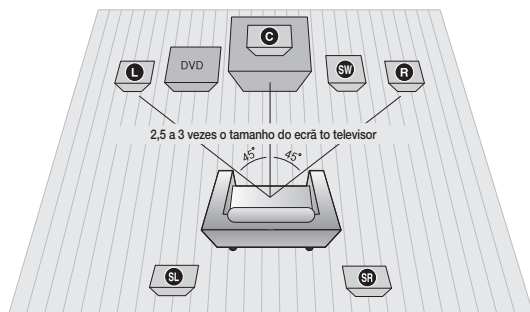 C
L
DVD
SW
R
2,5 a 3 vezes o tamanho do ecrã to televisor
45˚
45˚
SL
SR